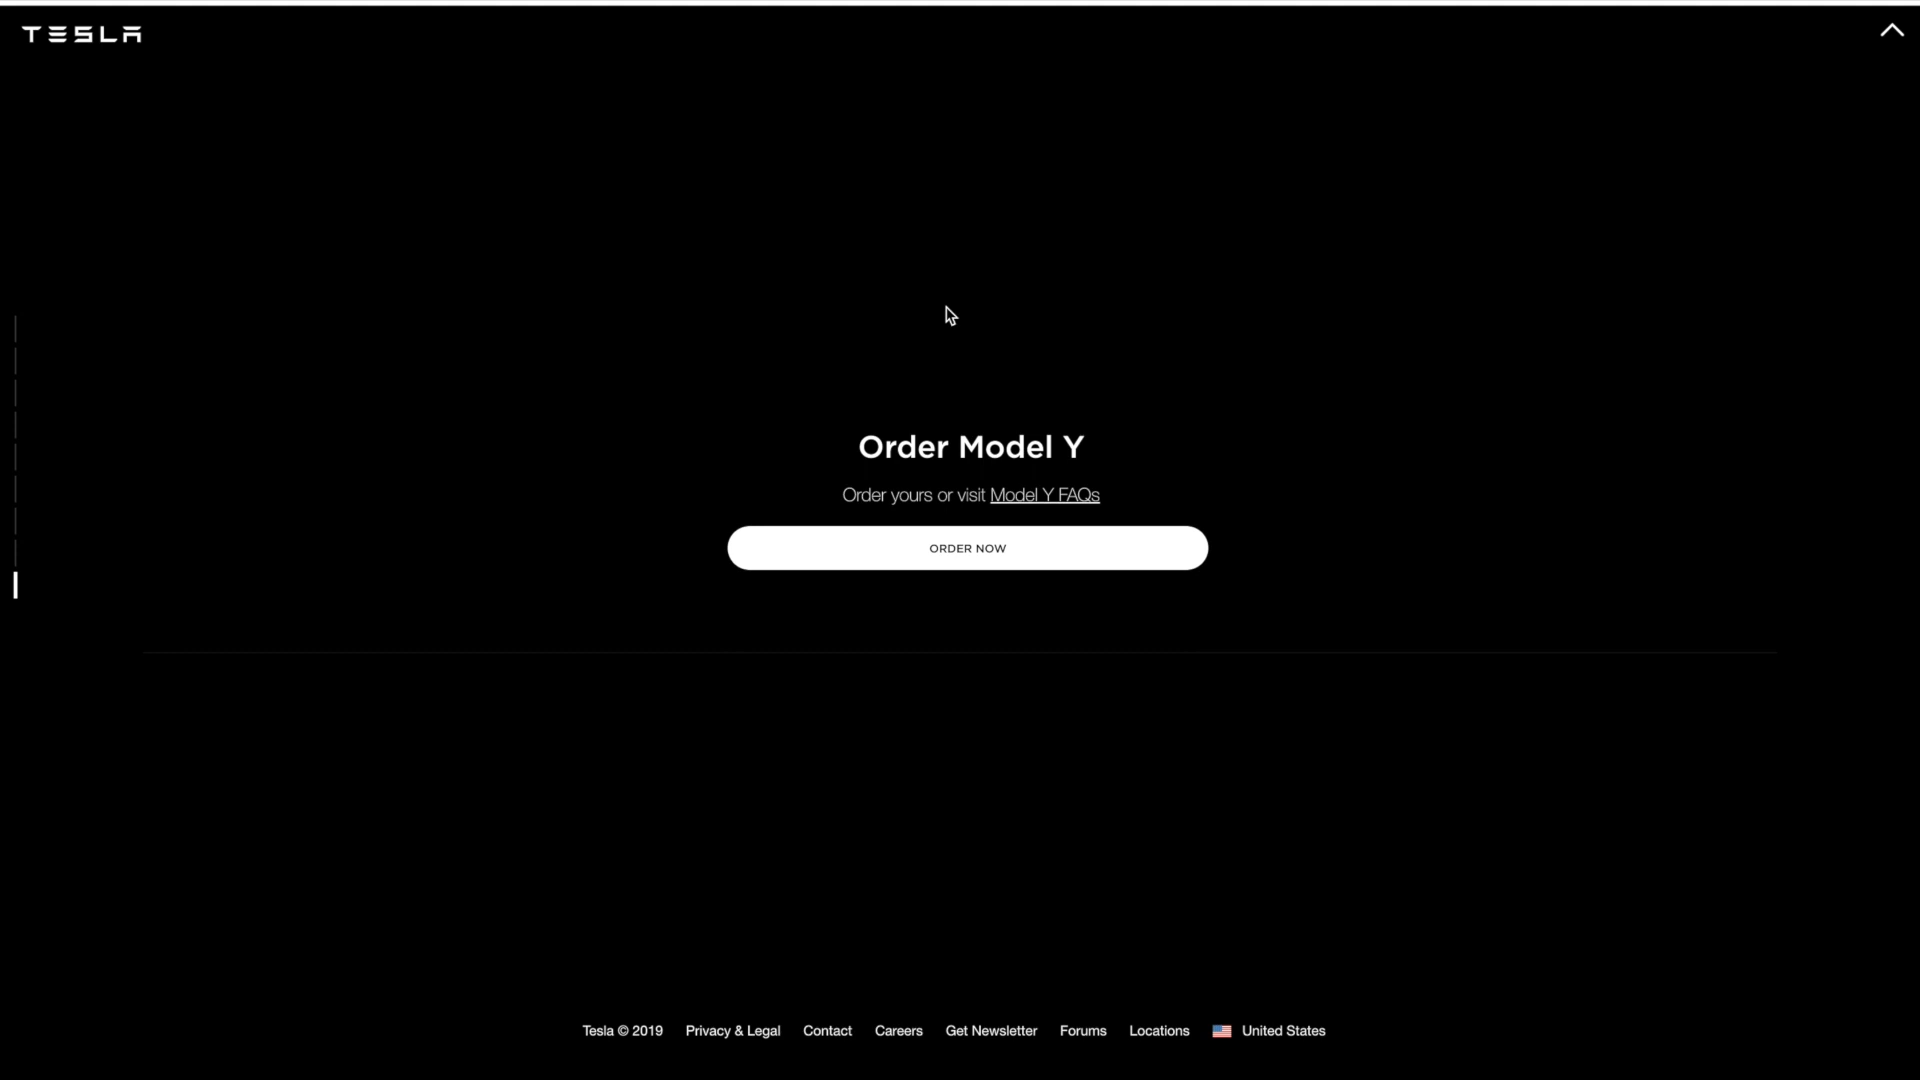 TESLA
Order Model Y
Order yours or visit Model Y FAQs
ORDER NOW
Tesla © 2019 Privacy & Legal Contact Careers Get Newsletter Forums Locations United States